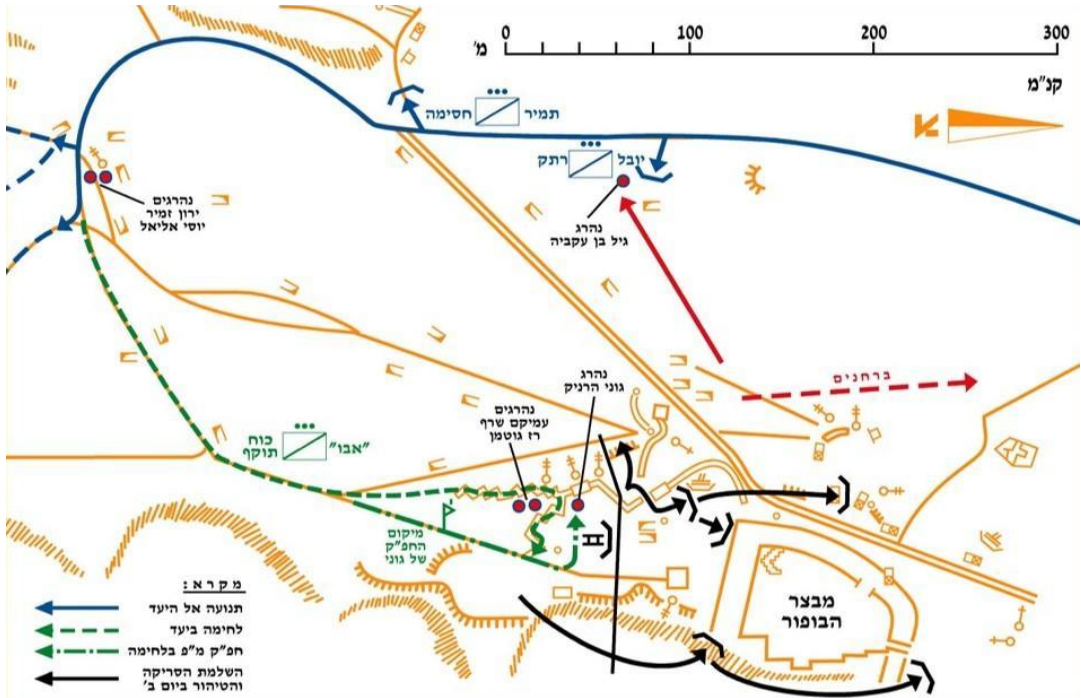 0 100 200 300
מ'
קנ"מ
תמיר חסימה
יובל רתק
נהרג
גיל בן עקביה
נהרגים
ירון זמיר
יוסי אליאל
ברחנים
נהרג
גוני הרניק
נהרגים
עמיקם שרף
רז גוטמן
כוח
תוקף
"אבו"
מיקום
החפ"ק
של גוני
H
מבצר
הבופור
מקרא:
תנועה אל היעד
לחימה ביעד
חפ"ק מ"פ בלחימה
השלמת הסריקה
והטיהור ביום ב'